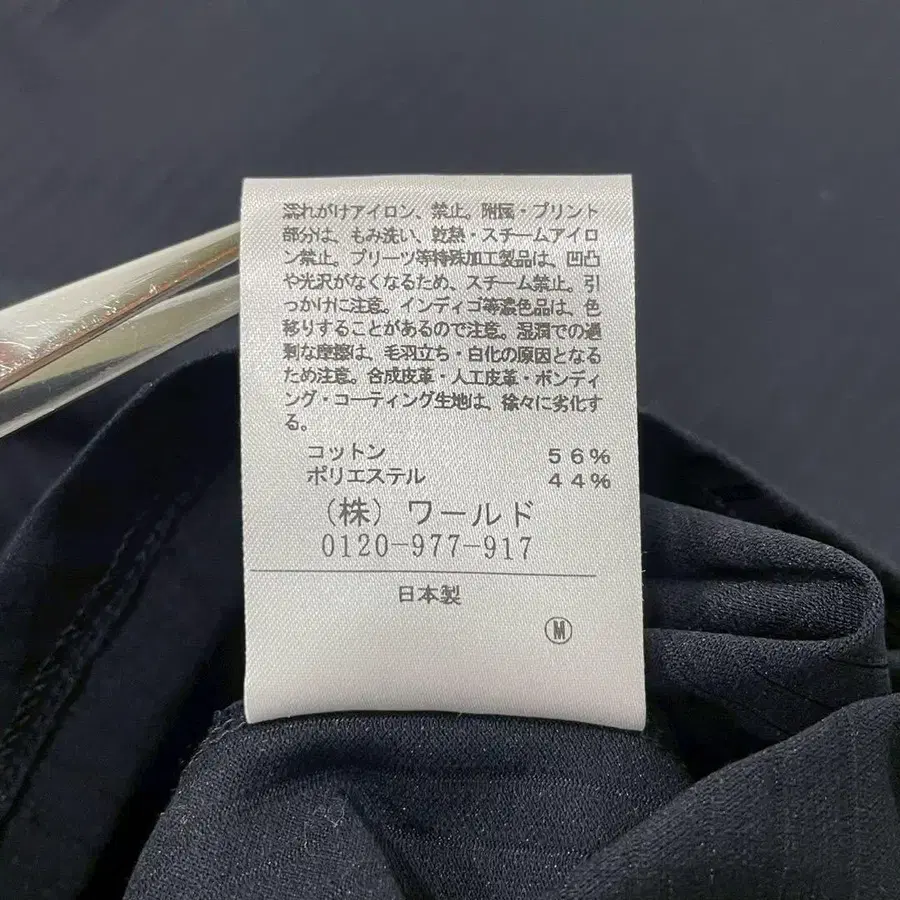 濡れがけアイロン、禁止。附属・プリント
部分は、もみ洗い、乾熱・スチームアイロ
ン禁止。プリーツ等特殊加工製品は、凹凸
や光沢がなくなるため、スチーム禁止。引
っかけに注意。インディゴ等濃色品は、色
移りすることがあるので注意。湿潤での過
剰な摩擦は、毛羽立ち・白化の原因となる
ため注意。合成皮革・人工皮革・ボンディ
ング・コーティング生地は、徐々に劣化す
る。
コットン 56%
ポリエステル 44%
(株)ワールド
0120-977-917
日本製
M